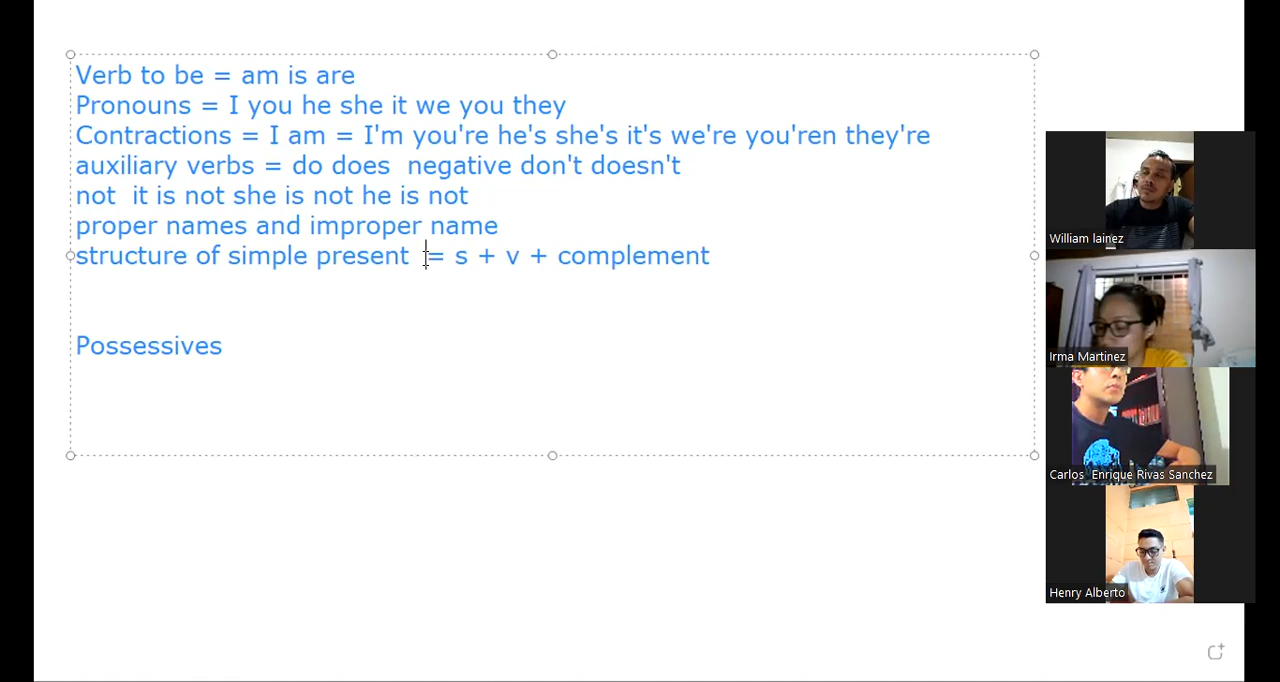 Verb to be = am is are
Pronouns = I you he she it we you they
Contractions = I am = I'm you're he's she's it's we're you'ren they're
auxiliary verbs = do does  negative don't doesn't
not  it is not she is not he is not
proper names and improper name
structure of simple present  = s + v + complement
Possessives
William lainez
Irma Martinez
Carlos  Enrique Rivas Sanchez
Henry Alberto